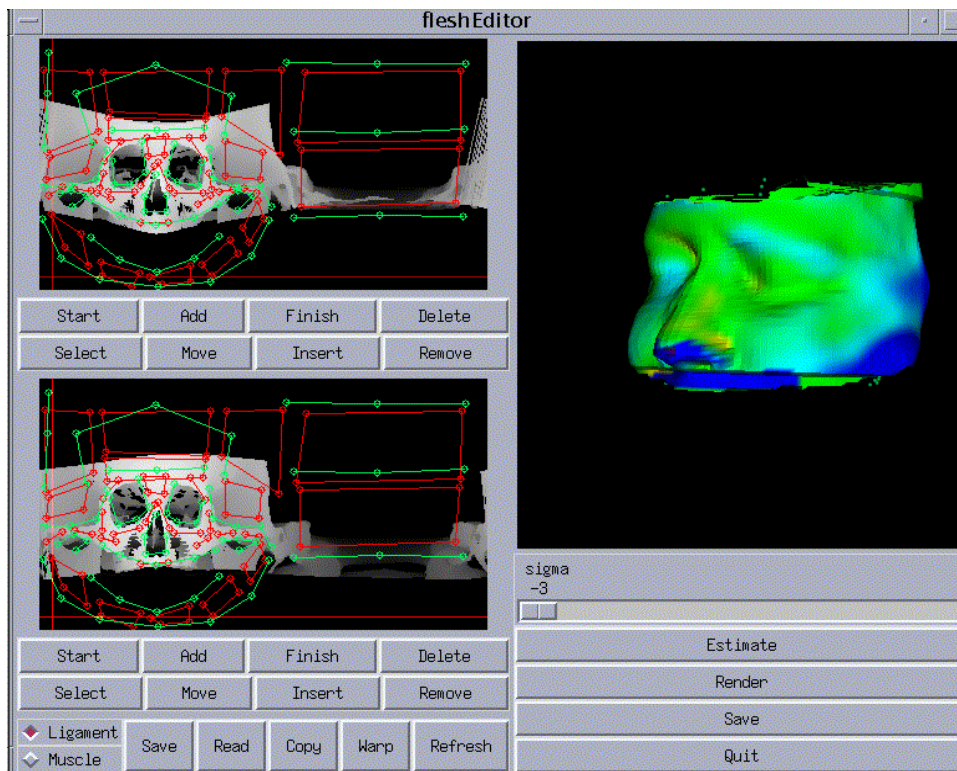 fleshEditor
Start Add Finish Delete
Select Move Insert Remove
Start Add Finish Delete
Select Move Insert Remove
Ligament
Muscle
Save Read Copy Warp Refresh
sigma
-3
Estimate
Render
Save
Quit